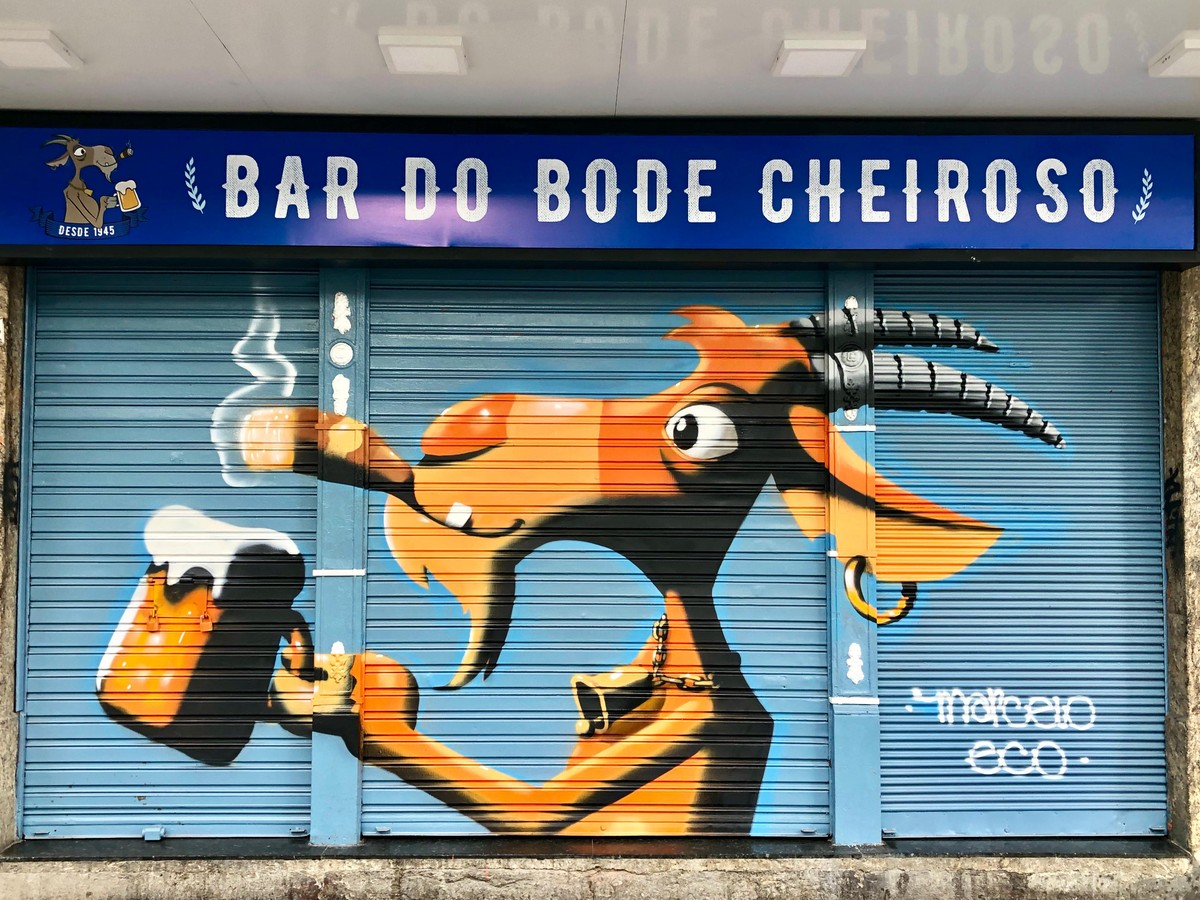 BAR DO BODE CHEIROSO
DESDE 1945
marcelo
eco